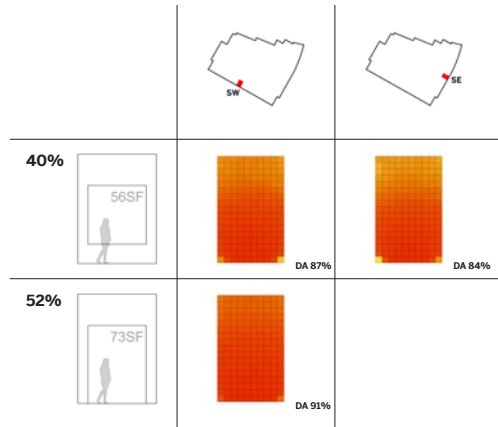 SW
SE
40%
56SF
DA 87%
DA 84%
52%
73SF
DA 91%